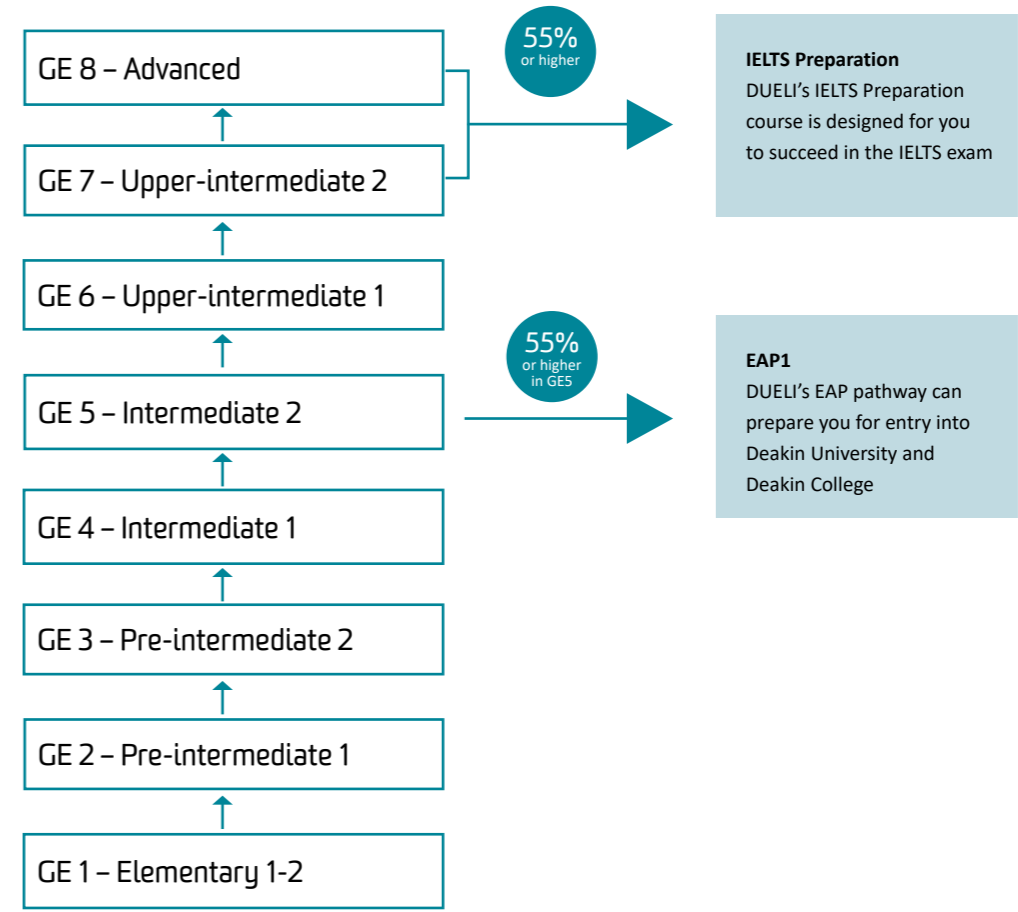 GE 8 – Advanced
GE 7 – Upper-intermediate 2
55%
or higher
IELTS Preparation
DUELI's IELTS Preparation
course is designed for you
to succeed in the IELTS exam
GE 6 – Upper-intermediate 1
GE 5 – Intermediate 2
55%
or higher
in GE5
EAP1
DUELI's EAP pathway can
prepare you for entry into
Deakin University and
Deakin College
GE 4 – Intermediate 1
GE 3 – Pre-intermediate 2
GE 2 – Pre-intermediate 1
GE 1 – Elementary 1-2